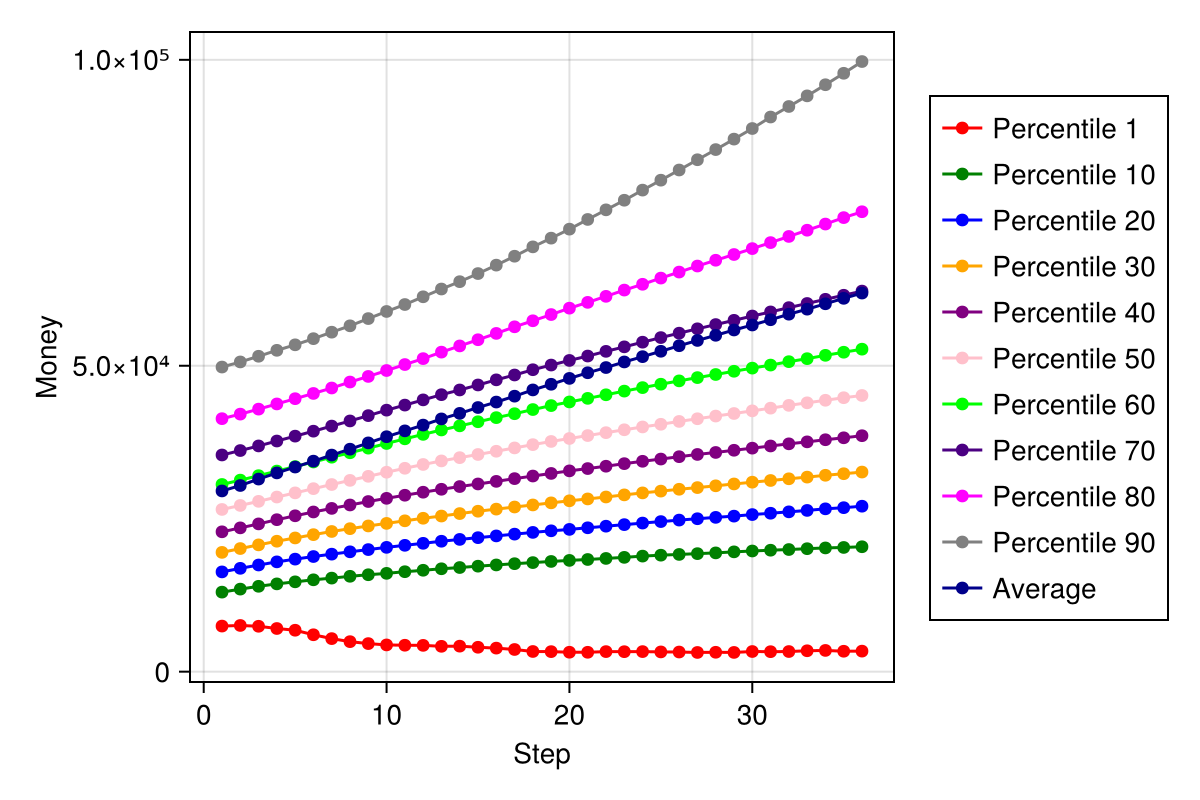 1.0×10⁵
5.0×10⁴
0
Money
0 10 20 30
Step
Percentile 1
Percentile 10
Percentile 20
Percentile 30
Percentile 40
Percentile 50
Percentile 60
Percentile 70
Percentile 80
Percentile 90
Average